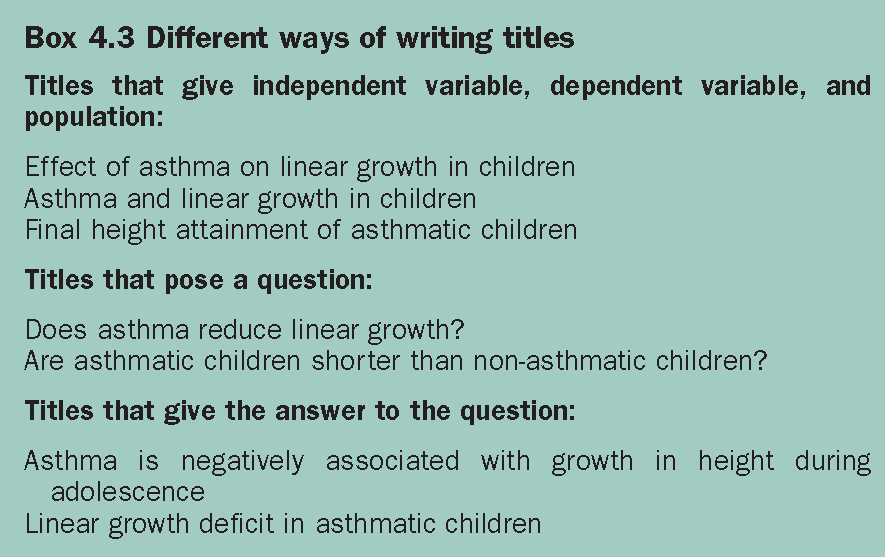 Box 4.3 Different ways of writing titles
Titles that give independent variable, dependent variable, and
population:
Effect of asthma on linear growth in children
Asthma and linear growth in children
Final height attainment of asthmatic children
Titles that pose a question:
Does asthma reduce linear growth?
Are asthmatic children shorter than non-asthmatic children?
Titles that give the answer to the question:
Asthma is negatively associated with growth in height during
adolescence
Linear growth deficit in asthmatic children